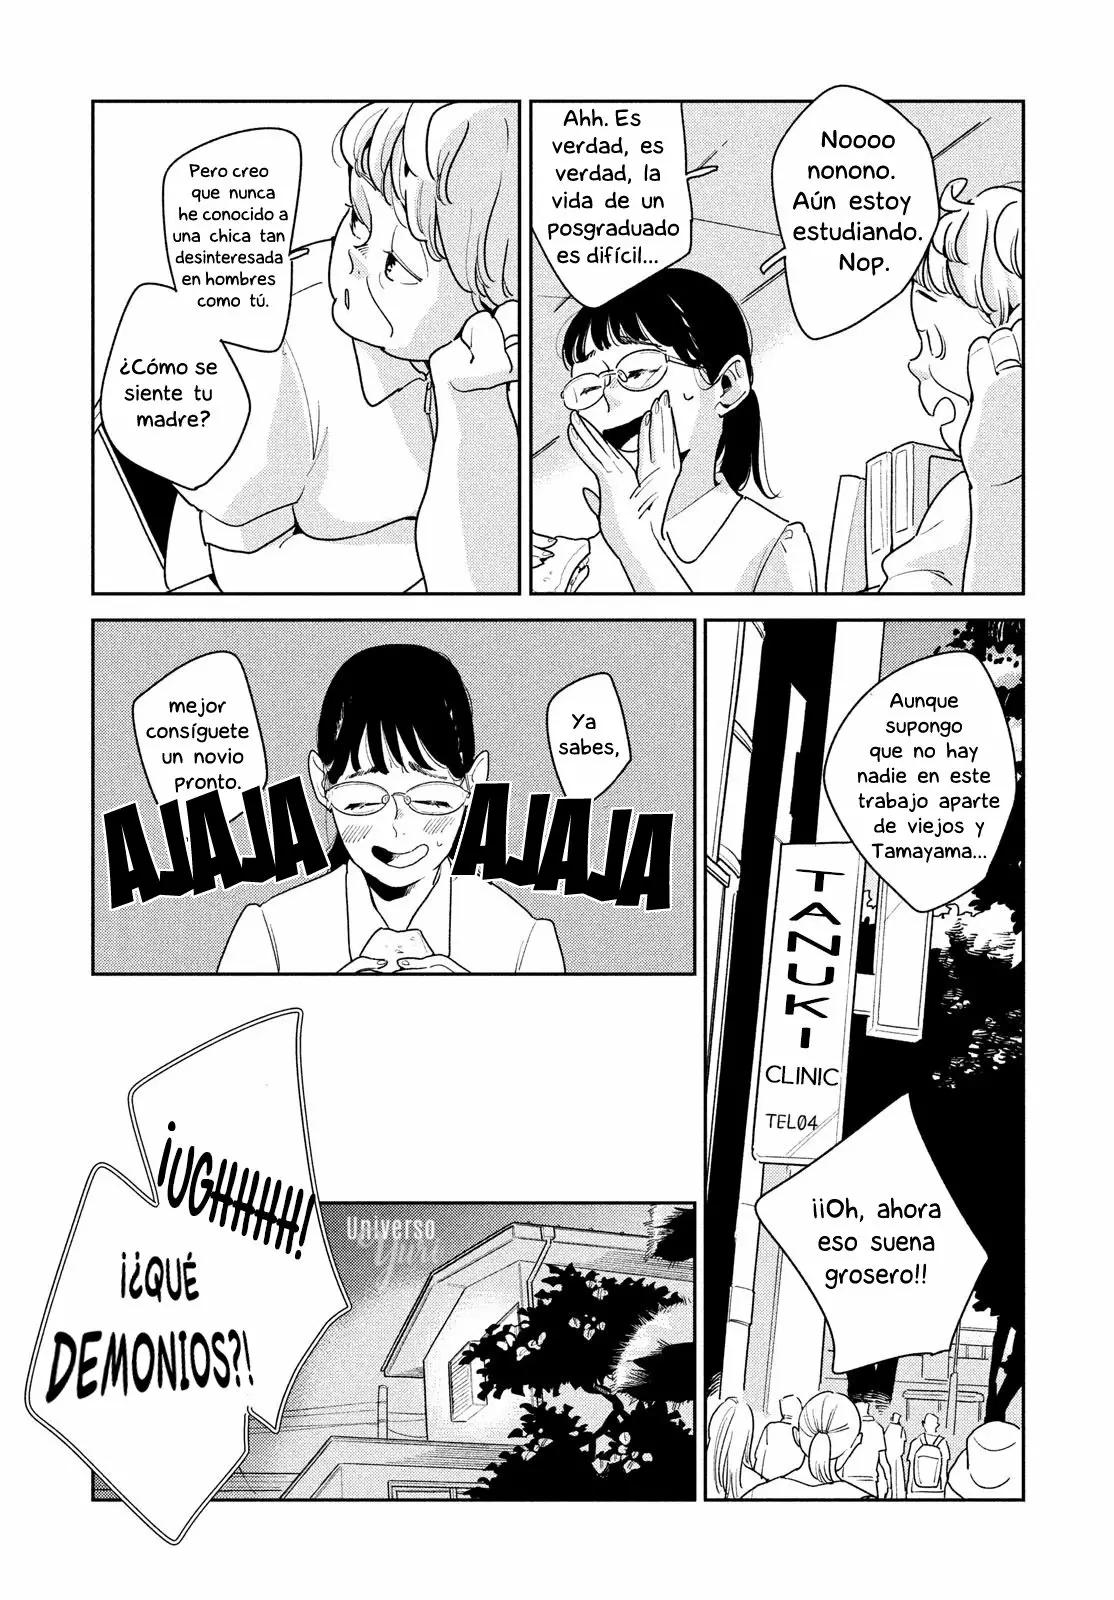 Noooo
nonono.
Aún estoy
estudiando.
Nop.
Ahh. Es
verdad, es
verdad, la
vida de un
posgraduado
es difícil...
Pero creo
que nunca
he conocido a
una chica tan
desinteresada
en hombres
como tú.
¿Cómo se
siente tu
madre?
Ya
sabes,
mejor
consíguete
un novio
pronto.
AJAJA
AJAJA
Aunque
supongo
que no hay
nadie en este
trabajo aparte
de viejos y
Tamayama...
TANUKI
CLINIC
TEL04
¡¡Oh, ahora
eso suena
grosero!!
¡UGHHHHH!
¡¿QUÉ
DEMONIOS?!
Universo
Yuri